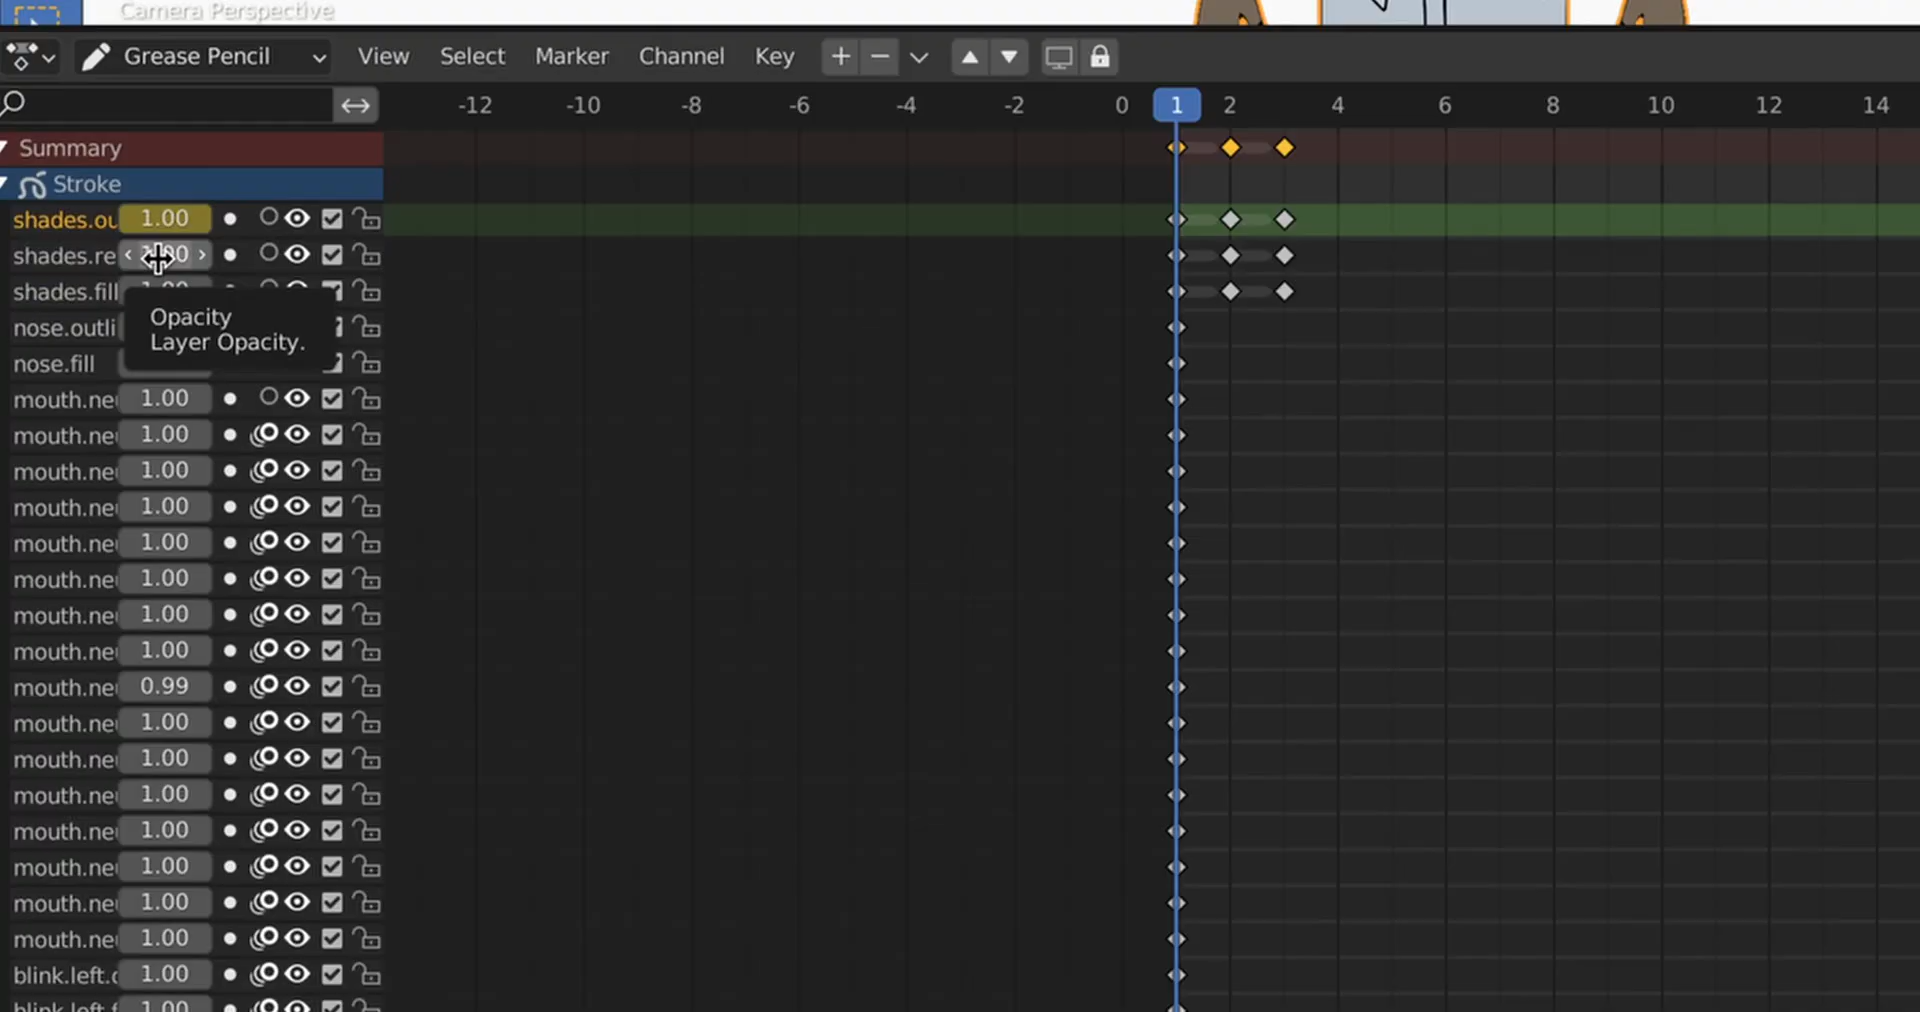 Camera Perspective
Grease Pencil View Select Marker Channel Key
-12 -10 -8 -6 -4 -2 0 1 2 4 6 8 10 12 14
Summary
Stroke
shades.ou 1.00
shades.re
shades.fill
Opacity
Layer Opacity.
nose.outli
nose.fill
mouth.ne 1.00
mouth.ne 1.00
mouth.ne 1.00
mouth.ne 1.00
mouth.ne 1.00
mouth.ne 1.00
mouth.ne 1.00
mouth.ne 1.00
mouth.ne 0.99
mouth.ne 1.00
mouth.ne 1.00
mouth.ne 1.00
mouth.ne 1.00
mouth.ne 1.00
mouth.ne 1.00
mouth.ne 1.00
blink.left. 1.00
blink.left.